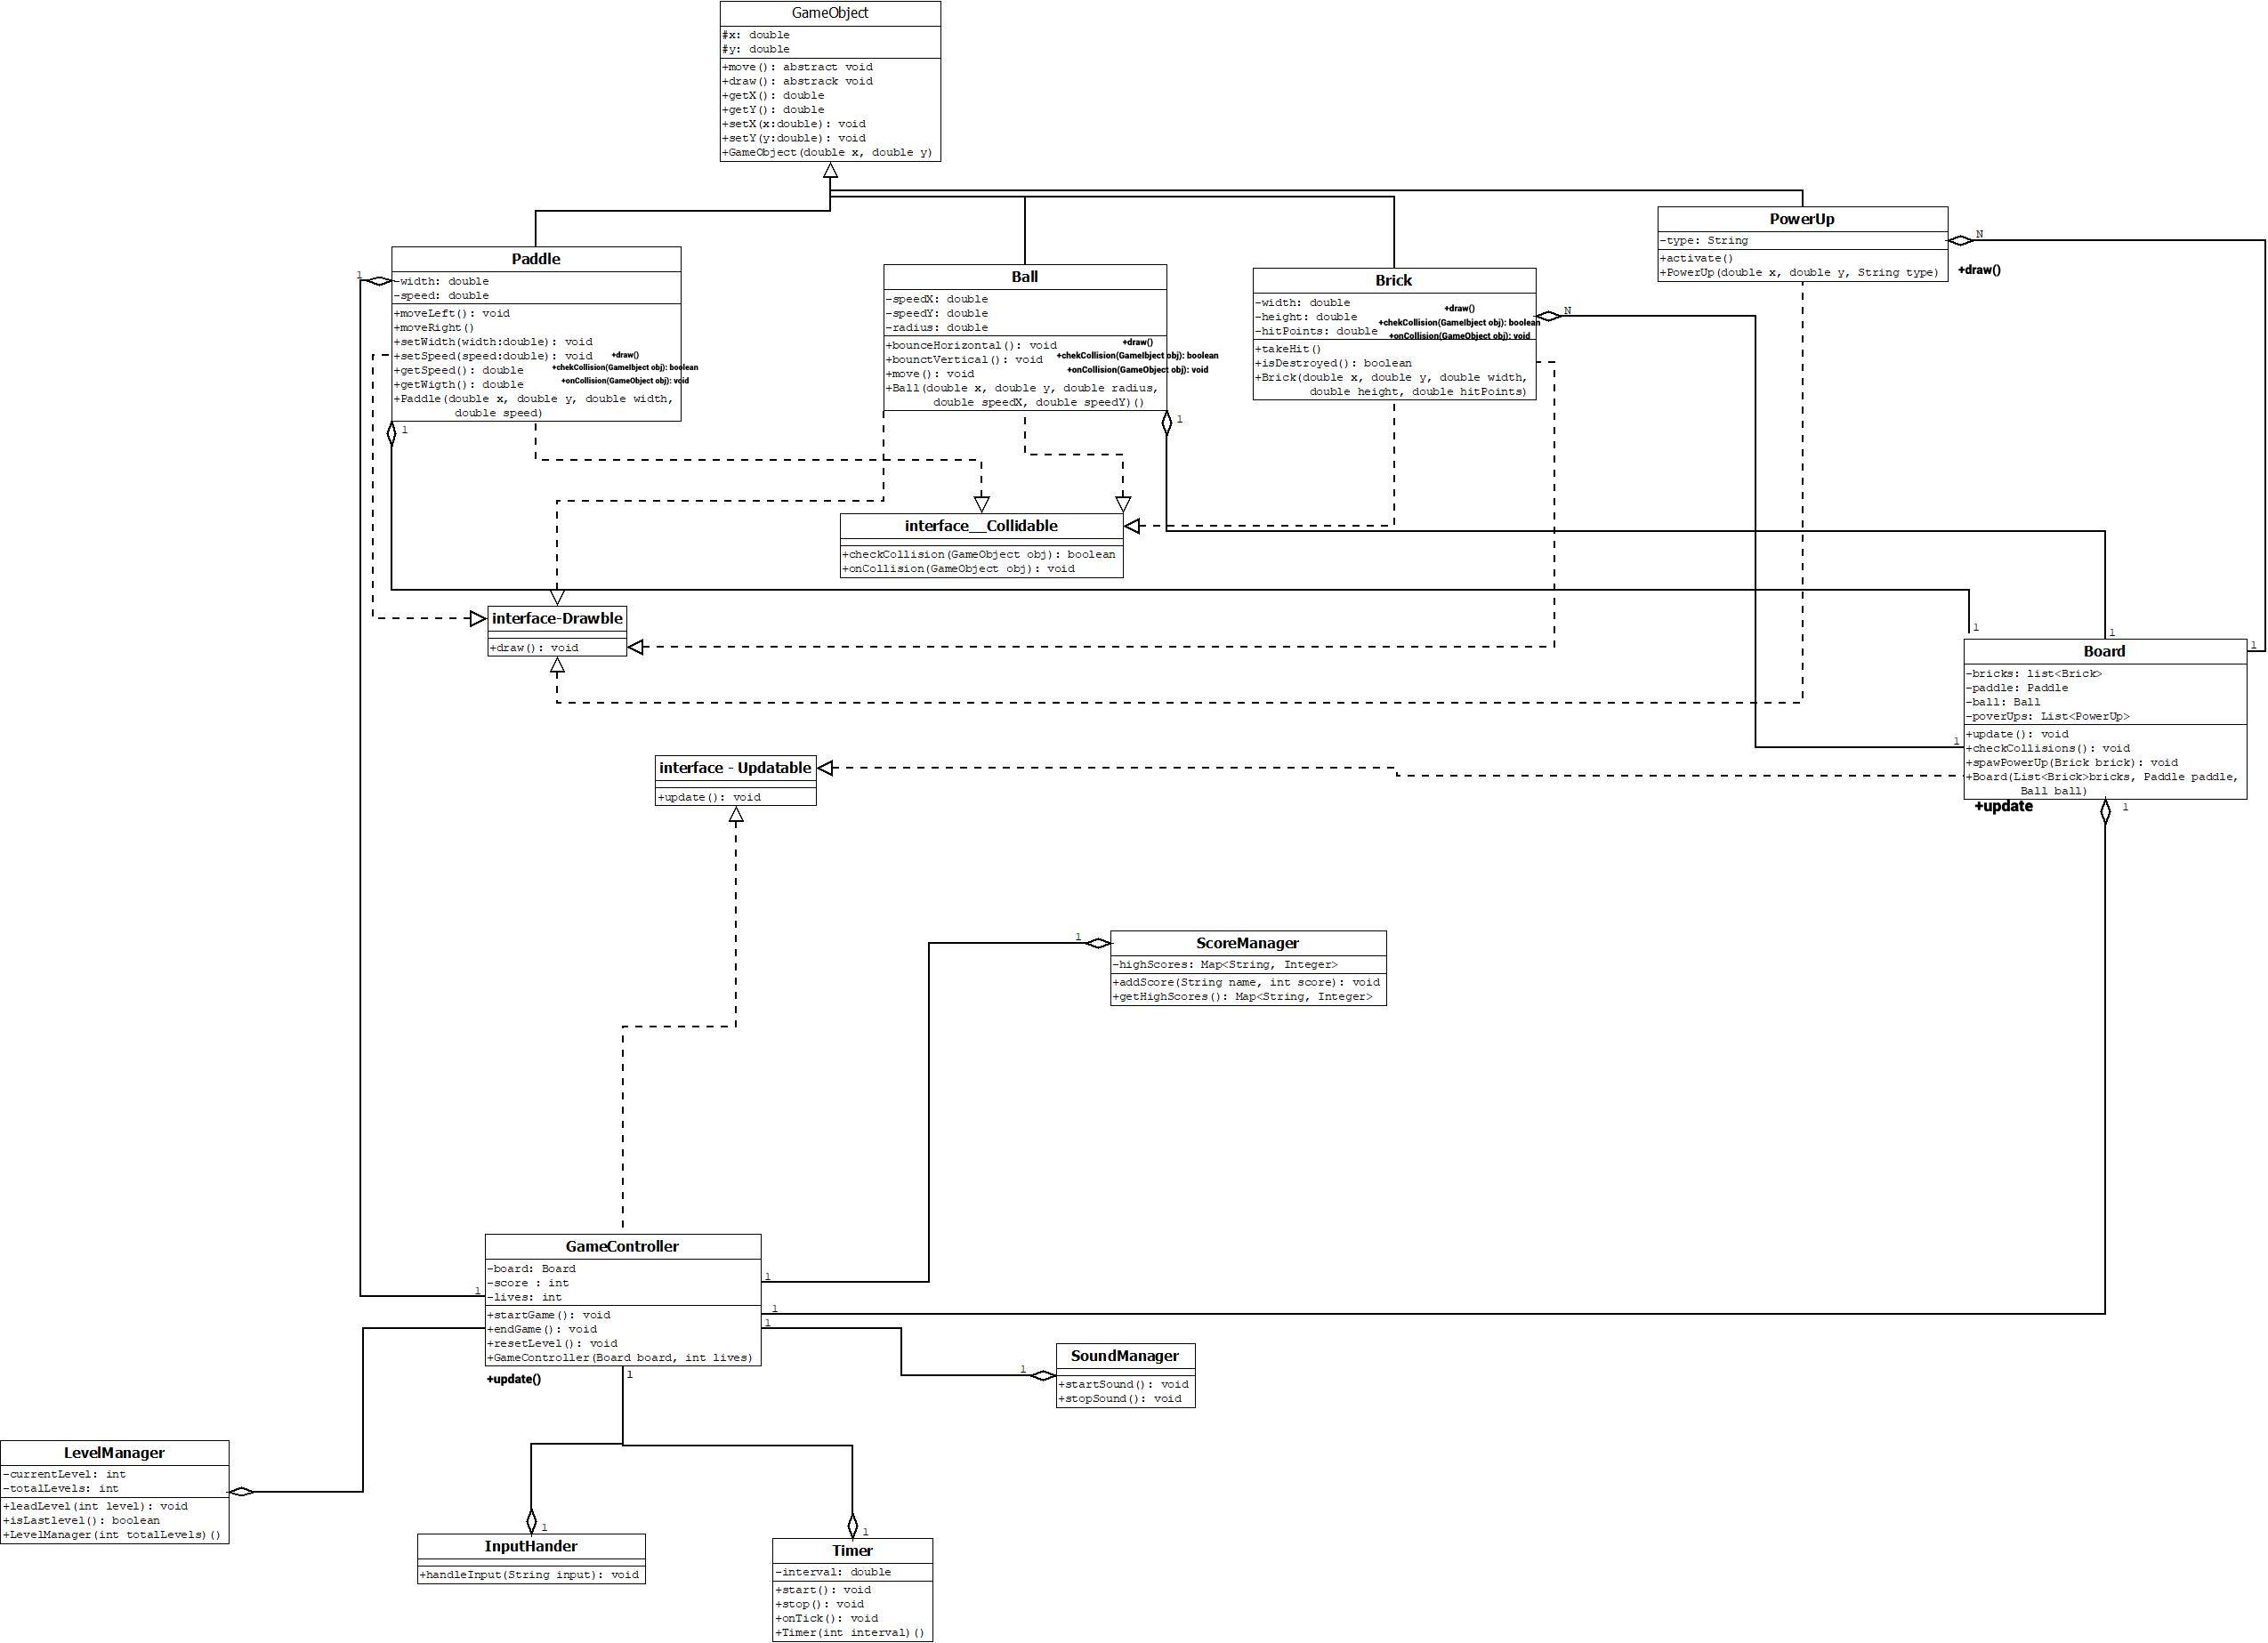 GameObject
#x: double
#y: double
+move(): abstract void
+draw(): abstrack void
+getX(): double
+getY(): double
+setX(x:double): void
+setY(y:double): void
+GameObject(double x, double y)
PowerUp
-type: String
+activate()
+PowerUp(double x, double y, String type)
N
+draw()
Paddle
-width: double
-speed: double
+moveLeft(): void
+moveRight()
+setWidth(width:double): void
+setSpeed(speed:double): void
+getSpeed(): double
+getWigth(): double
+Paddle(double x, double y, double width,
double speed)
+draw()
+chekCollision(GameIbject obj): boolean
+onCollision(GameObject obj): void
1
1
Ball
-speedX: double
-speedY: double
-radius: double
+bounceHorizontal(): void
+bounctVertical(): void
+move(): void
+Ball(double x, double y, double radius,
double speedX, double speedY)()
+draw()
+chekCollision(GameIbject obj): boolean
+onCollision(GameObject obj): void
1
Brick
-width: double
-height: double
-hitPoints: double
+takeHit()
+isDestroyed(): boolean
+Brick(double x, double y, double width,
double height, double hitPoints)
+draw()
+chekCollision(GameIbject obj): boolean
+onCollision(GameObject obj): void
N
interface__Collidable
+checkCollision(GameObject obj): boolean
+onCollision(GameObject obj): void
interface-Drawble
+draw(): void
1
1
1
1
Board
-bricks: list<Brick>
-paddle: Paddle
-ball: Ball
-poverUps: List<PowerUp>
+update(): void
+checkCollisions(): void
+spawPowerUp(Brick brick): void
+Board(List<Brick>bricks, Paddle paddle,
Ball ball)
+update
1
interface - Updatable
+update(): void
1
ScoreManager
-highScores: Map<String, Integer>
+addScore(String name, int score): void
+getHighScores(): Map<String, Integer>
GameController
-board: Board
-score : int
-lives: int
+startGame(): void
+endGame(): void
+resetLevel(): void
+GameController(Board board, int lives)
+update()
1
1
1
1
1
1
SoundManager
+startSound(): void
+stopSound(): void
LevelManager
-currentLevel: int
-totalLevels: int
+leadLevel(int level): void
+isLastlevel(): boolean
+LevelManager(int totalLevels)()
1
InputHander
+handleInput(String input): void
1
Timer
-interval: double
+start(): void
+stop(): void
+onTick(): void
+Timer(int interval)()